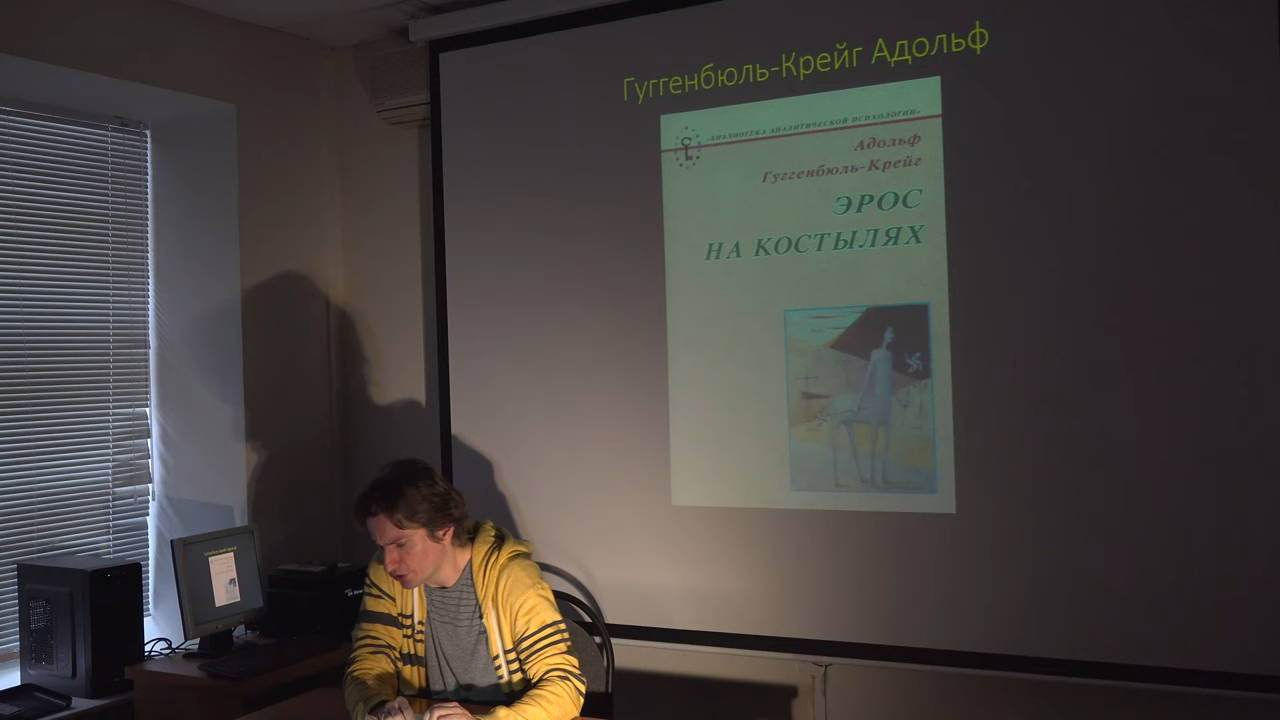 Гуггенбюль-Крейг Адольф
«БИБЛИОТЕКА АНАЛИТИЧЕСКОЙ ПСИХОЛОГИИ»
Адольф
Гуггенбюль-Крейг
ЭРОС
НА КОСТЫЛЯХ